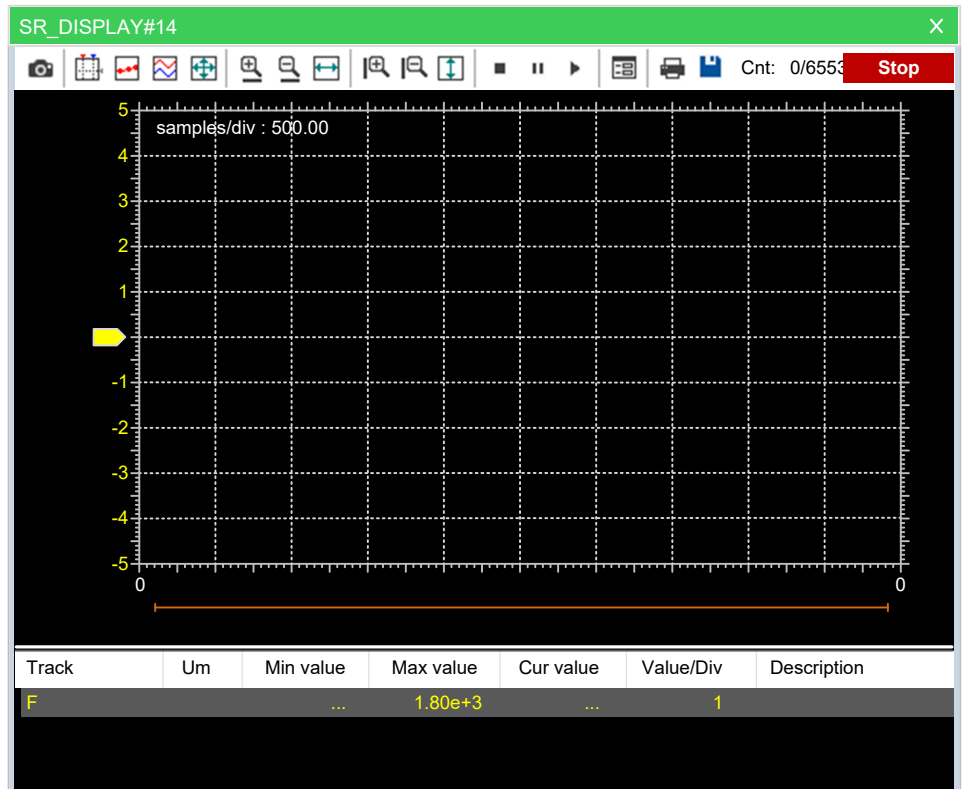 SR_DISPLAY#14 X
Cnt: 0/6553 Stop
samples/div : 500.00
5
4
3
2
1
-1
-2
-3
-4
-5
0 0
Track Um Min value Max value Cur value Value/Div Description
F ... 1.80e+3 ... 1